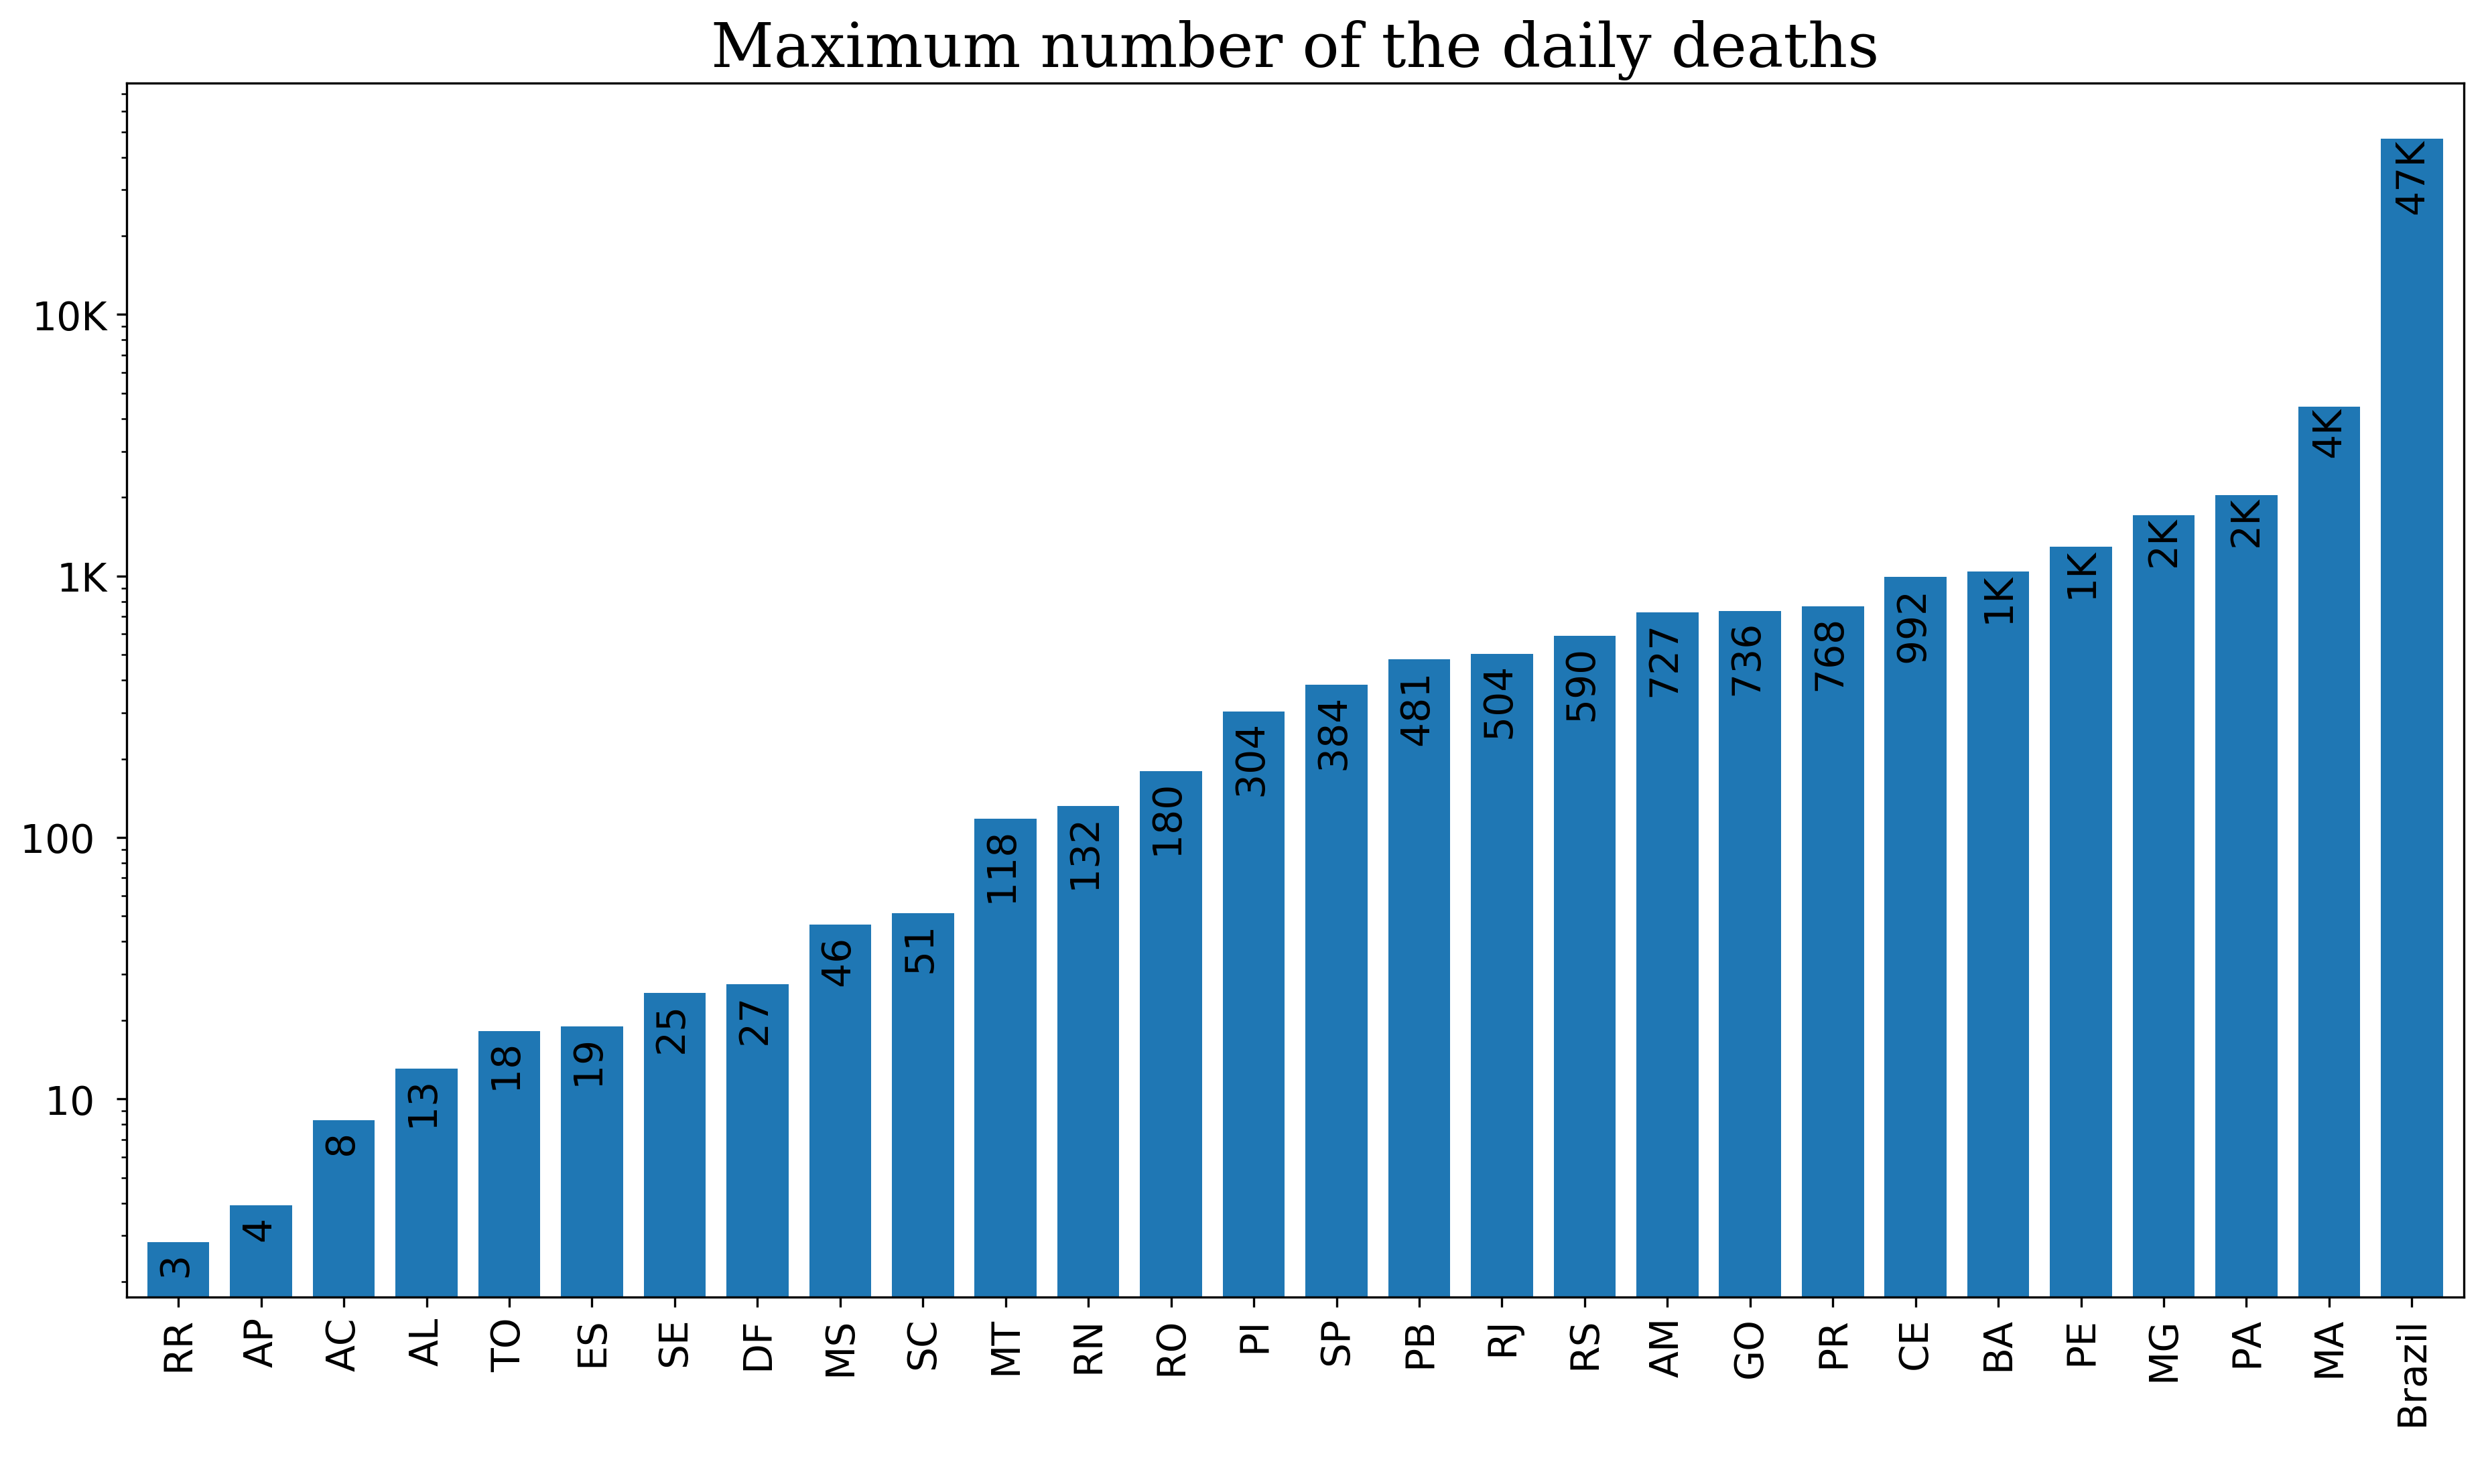 Maximum number of the daily deaths
10K
1K
100
10
3
4
8
13
18
19
25
27
46
51
118
132
180
304
384
481
504
590
727
736
768
992
1K
1K
2K
2K
4K
47K
RR
AP
AC
AL
TO
ES
SE
DF
MS
SC
MT
RN
RO
PI
SP
PB
RJ
RS
AM
GO
PR
CE
BA
PE
MG
PA
MA
Brazil